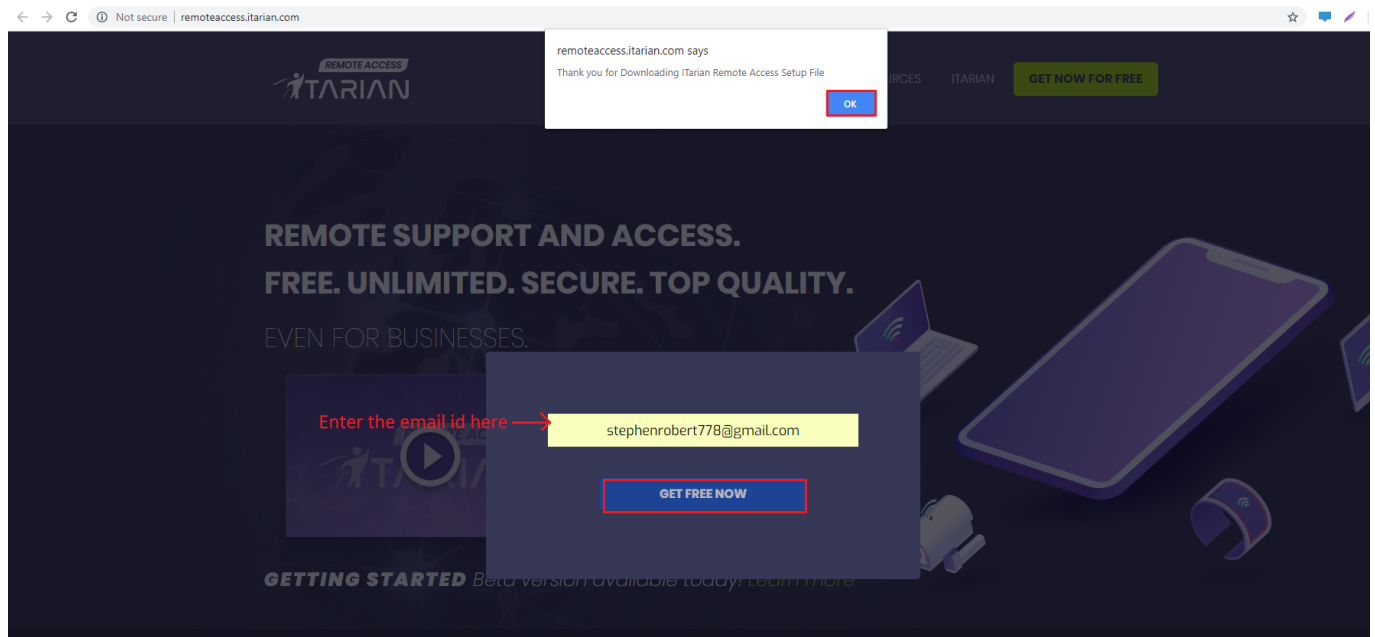 Not secure remoteaccess.itarian.com
remoteaccess.itarian.com says
Thank you for Downloading ITarian Remote Access Setup File
OK
REMOTE ACCESS
ITARIAN
URCES ITARIAN GET NOW FOR FREE
REMOTE SUPPORT AND ACCESS.
FREE. UNLIMITED. SECURE. TOP QUALITY.
EVEN FOR BUSINESSES.
Enter the email id here
stephenrobert778@gmail.com
GET FREE NOW
GETTING STARTED Beta version available today! Learn more